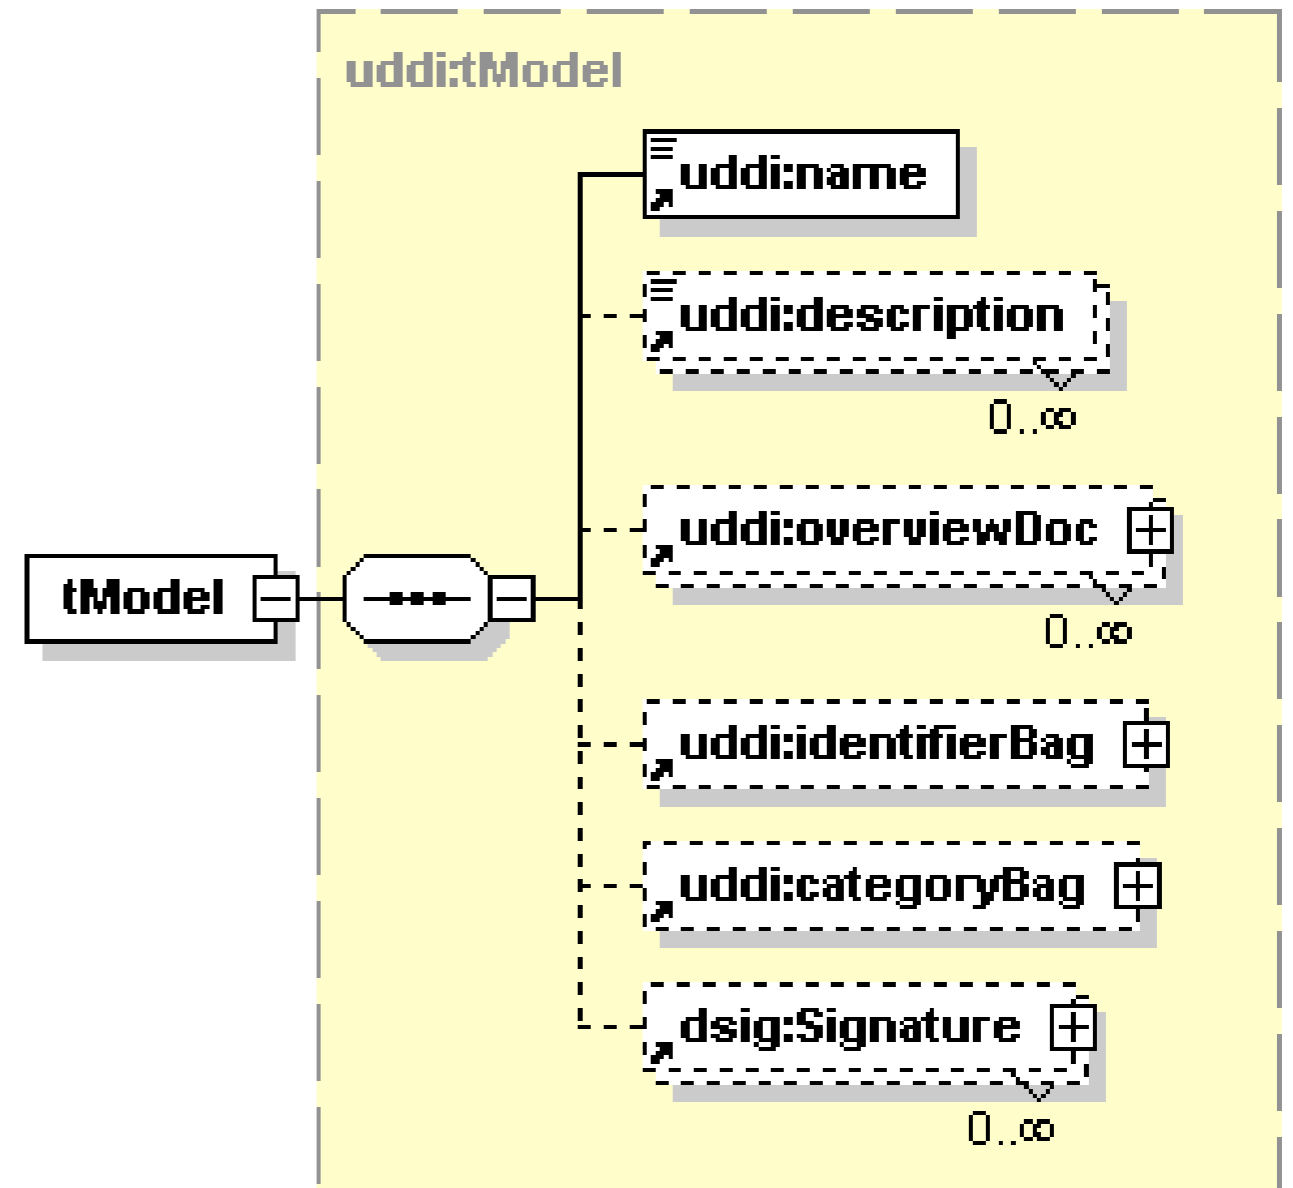 uddi:tModel
uddi:name
uddi:description
0..∞
uddi:overviewDoc
0..∞
tModel
uddi:identifierBag
uddi:categoryBag
dsig:Signature
0..∞